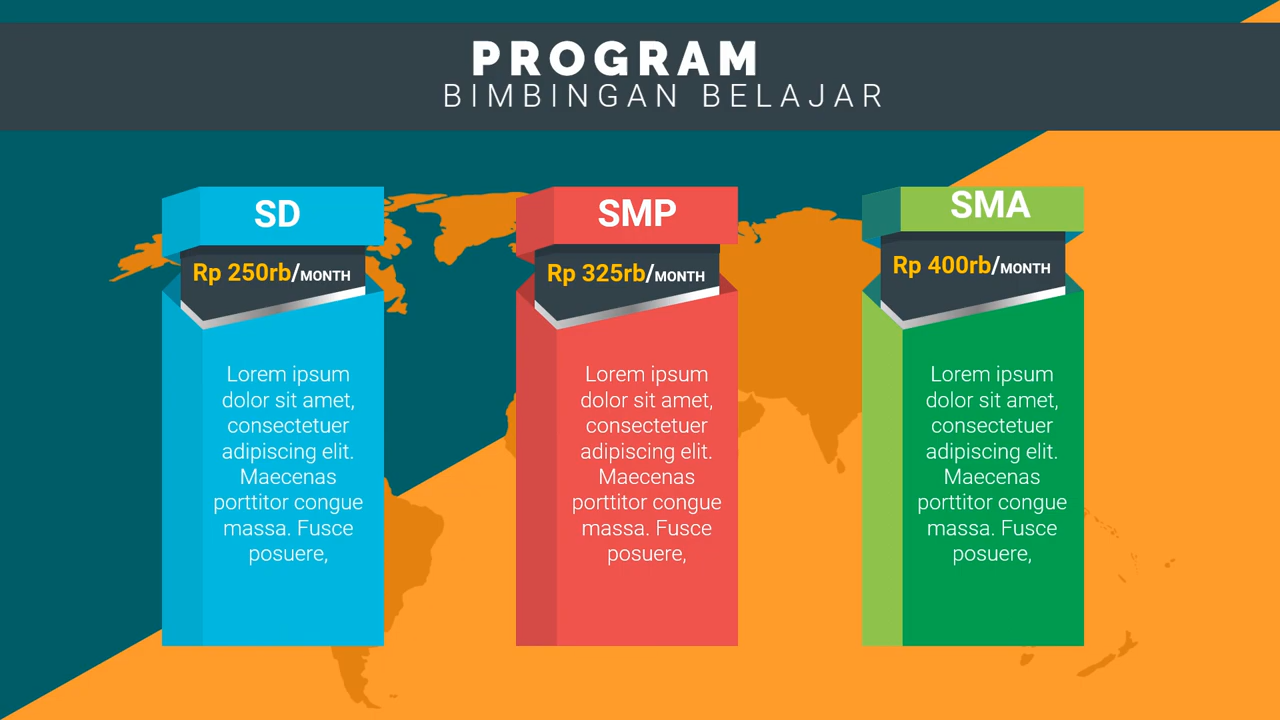 PROGRAM
BIMBINGAN BELAJAR
SD
Rp 250rb/MONTH
Lorem ipsum
dolor sit amet,
consectetuer
adipiscing elit.
Maecenas
porttitor congue
massa. Fusce
posuere,
SMP
Rp 325rb/MONTH
Lorem ipsum
dolor sit amet,
consectetuer
adipiscing elit.
Maecenas
porttitor congue
massa. Fusce
posuere,
SMA
Rp 400rb/MONTH
Lorem ipsum
dolor sit amet,
consectetuer
adipiscing elit.
Maecenas
porttitor congue
massa. Fusce
posuere,